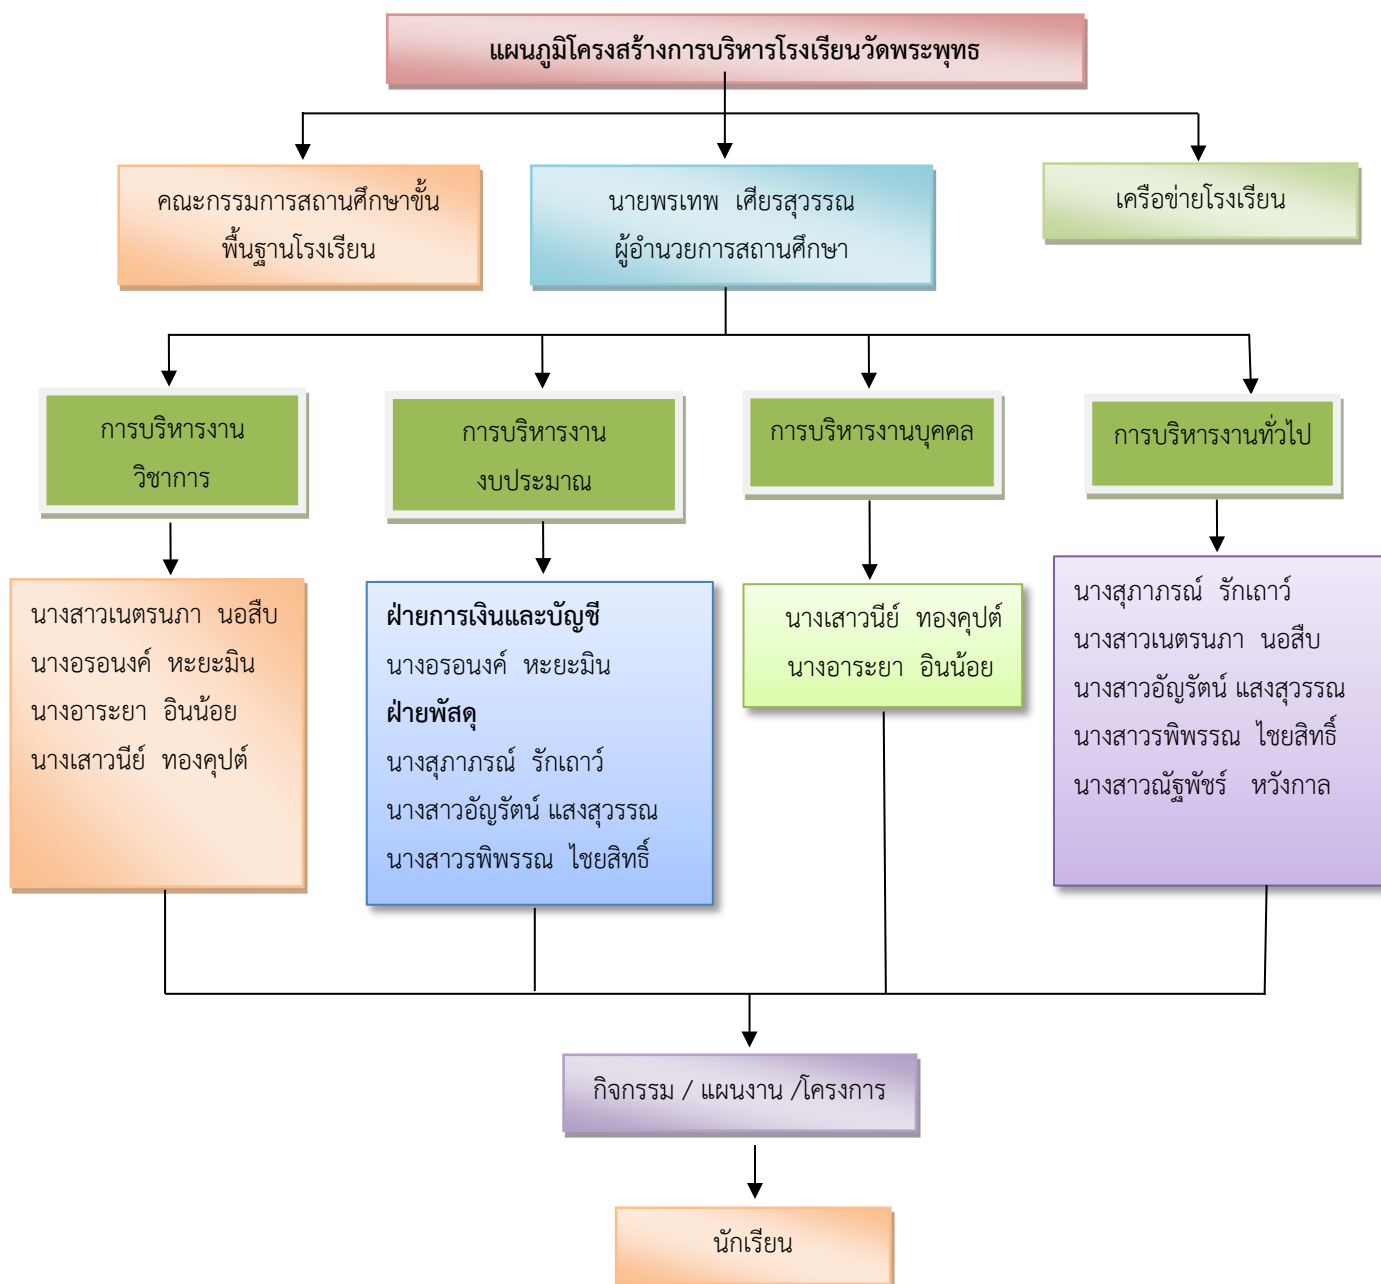 แผนภูมิโครงสร้างการบริหารโรงเรียนวัดพระพุทธ
คณะกรรมการสถานศึกษาขั้น
พื้นฐานโรงเรียน
นายพรเทพ เศียรสุวรรณ
ผู้อำนวยการสถานศึกษา
เครือข่ายโรงเรียน
การบริหารงาน
วิชาการ
การบริหารงาน
งบประมาณ
การบริหารงานบุคคล
การบริหารงานทั่วไป
นางสาวเนตรนภา นอสืบ
นางอรอนงค์ หะยะมิน
นางอาระยา อินน้อย
นางเสาวนีย์ ทองคุปต์
ฝ่ายการเงินและบัญชี
นางอรอนงค์ หะยะมิน
ฝ่ายพัสดุ
นางสุภาภรณ์ รักเถาว์
นางสาวอัญรัตน์ แสงสุวรรณ
นางสาวรพิพรรณ ไชยสิทธิ์
นางเสาวนีย์ ทองคุปต์
นางอาระยา อินน้อย
นางสุภาภรณ์ รักเถาว์
นางสาวเนตรนภา นอสืบ
นางสาวอัญรัตน์ แสงสุวรรณ
นางสาวรพิพรรณ ไชยสิทธิ์
นางสาวณัฐพัชร์ หวังกาล
กิจกรรม / แผนงาน /โครงการ
นักเรียน